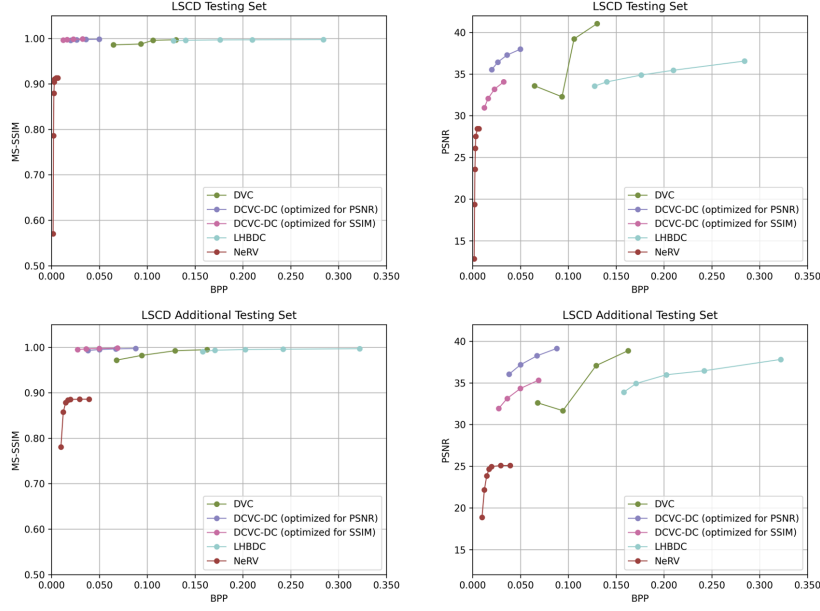 LSCD Testing Set
1.00
0.90
0.80
0.70
0.60
0.50
MS-SSIM
0.000 0.050 0.100 0.150 0.200 0.250 0.300 0.350
BPP
DVC
DCVC-DC (optimized for PSNR)
DCVC-DC (optimized for SSIM)
LHBDC
NeRV
LSCD Testing Set
40
35
30
25
20
15
PSNR
0.000 0.050 0.100 0.150 0.200 0.250 0.300 0.350
BPP
DVC
DCVC-DC (optimized for PSNR)
DCVC-DC (optimized for SSIM)
LHBDC
NeRV
LSCD Additional Testing Set
1.00
0.90
0.80
0.70
0.60
0.50
MS-SSIM
0.000 0.050 0.100 0.150 0.200 0.250 0.300 0.350
BPP
DVC
DCVC-DC (optimized for PSNR)
DCVC-DC (optimized for SSIM)
LHBDC
NeRV
LSCD Additional Testing Set
40
35
30
25
20
15
PSNR
0.000 0.050 0.100 0.150 0.200 0.250 0.300 0.350
BPP
DVC
DCVC-DC (optimized for PSNR)
DCVC-DC (optimized for SSIM)
LHBDC
NeRV